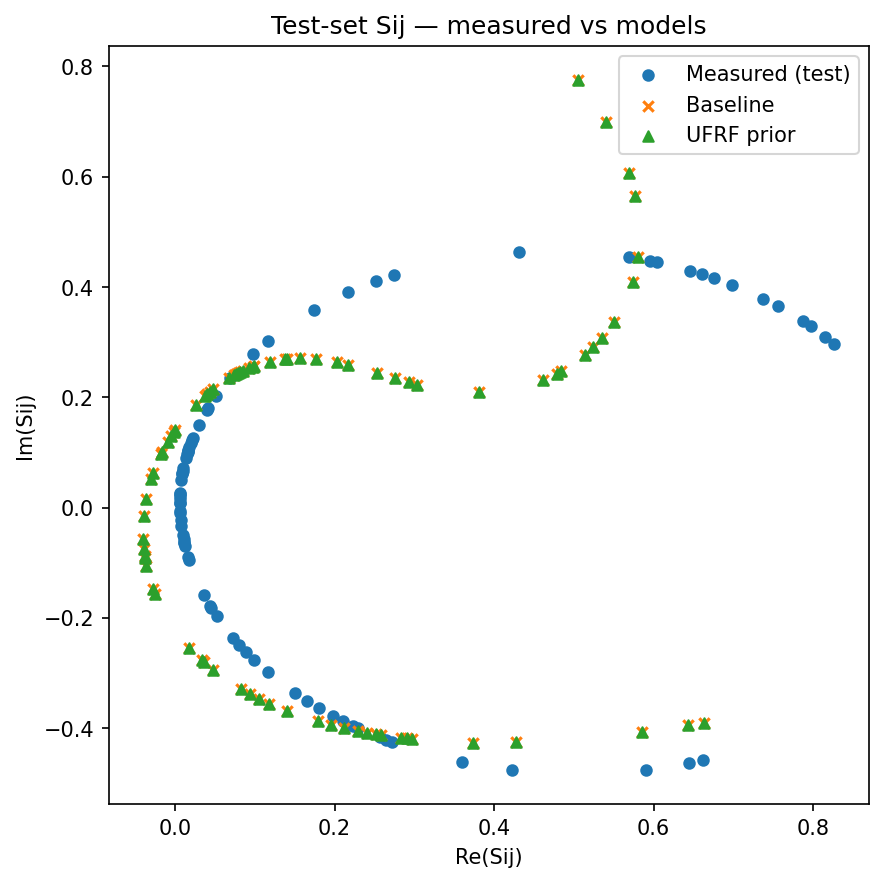 Test-set Sij — measured vs models
Measured (test)
Baseline
UFRF prior
Im(Sij)
0.8
0.6
0.4
0.2
0.0
−0.2
−0.4
0.0 0.2 0.4 0.6 0.8
Re(Sij)